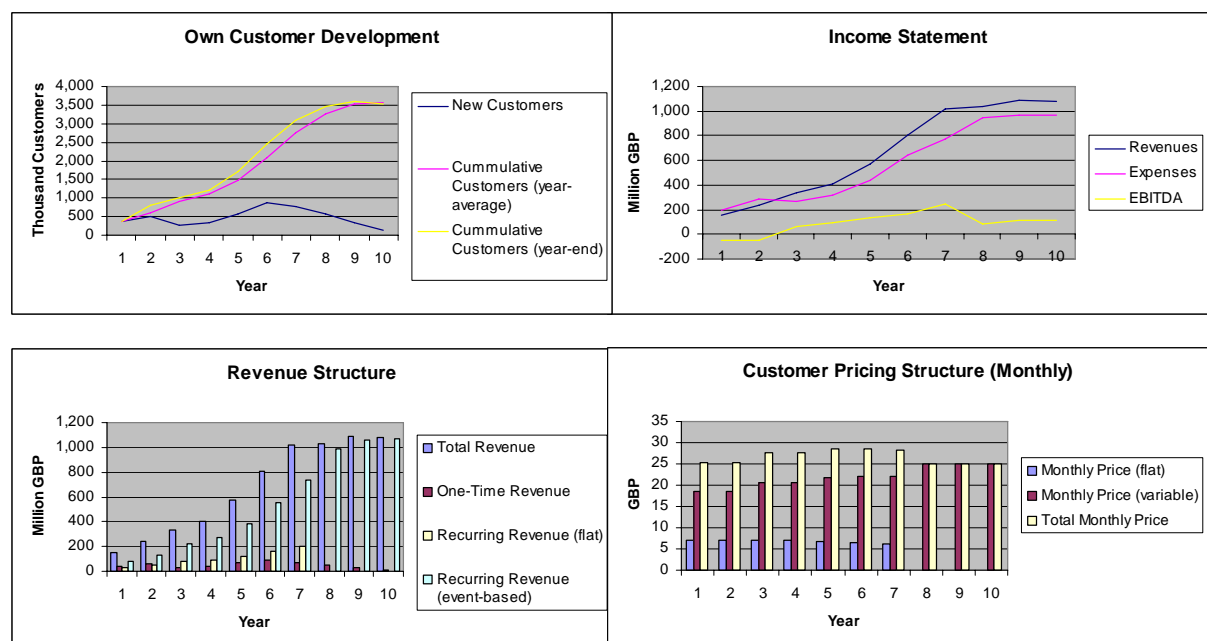 Own Customer Development
Thousand Customers
4,000
3,500
3,000
2,500
2,000
1,500
1,000
500
0
1 2 3 4 5 6 7 8 9 10
Year
New Customers
Cummulative
Customers (year-
average)
Cummulative
Customers (year-end)
Income Statement
Million GBP
1,200
1,000
800
600
400
200
0
-200
1 2 3 4 5 6 7 8 9 10
Year
Revenues
Expenses
EBITDA
Revenue Structure
Million GBP
1,200
1,000
800
600
400
200
0
1 2 3 4 5 6 7 8 9 10
Year
Total Revenue
One-Time Revenue
Recurring Revenue (flat)
Recurring Revenue
(event-based)
Customer Pricing Structure (Monthly)
GBP
35
30
25
20
15
10
5
0
1 2 3 4 5 6 7 8 9 10
Year
Monthly Price (flat)
Monthly Price (variable)
Total Monthly Price